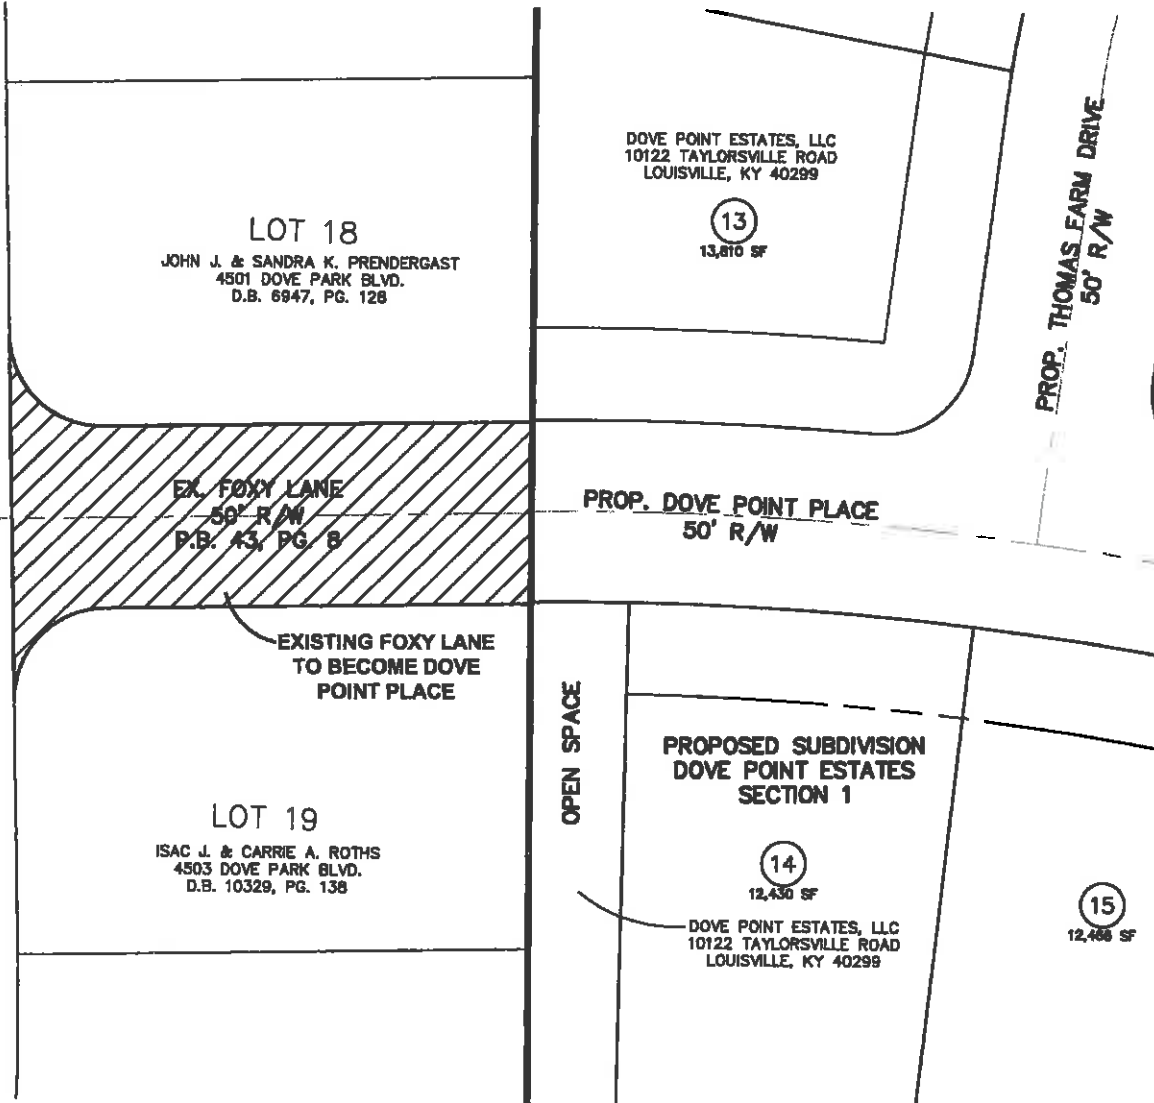 DOVE POINT ESTATES, LLC
10122 TAYLORSVILLE ROAD
LOUISVILLE, KY 40299
13
13,810 SF
PROP. THOMAS FARM DRIVE
50' R/W
LOT 18
JOHN J. & SANDRA K. PRENDERGAST
4501 DOVE PARK BLVD.
D.B. 6947, PG. 128
EX. FOXY LANE
50' R/W
P.B. 43, PG. 8
PROP. DOVE POINT PLACE
50' R/W
EXISTING FOXY LANE
TO BECOME DOVE
POINT PLACE
OPEN SPACE
PROPOSED SUBDIVISION
DOVE POINT ESTATES
SECTION 1
LOT 19
ISAC J. & CARRIE A. ROTHS
4503 DOVE PARK BLVD.
D.B. 10329, PG. 138
14
12,430 SF
DOVE POINT ESTATES, LLC
10122 TAYLORSVILLE ROAD
LOUISVILLE, KY 40299
15
SF